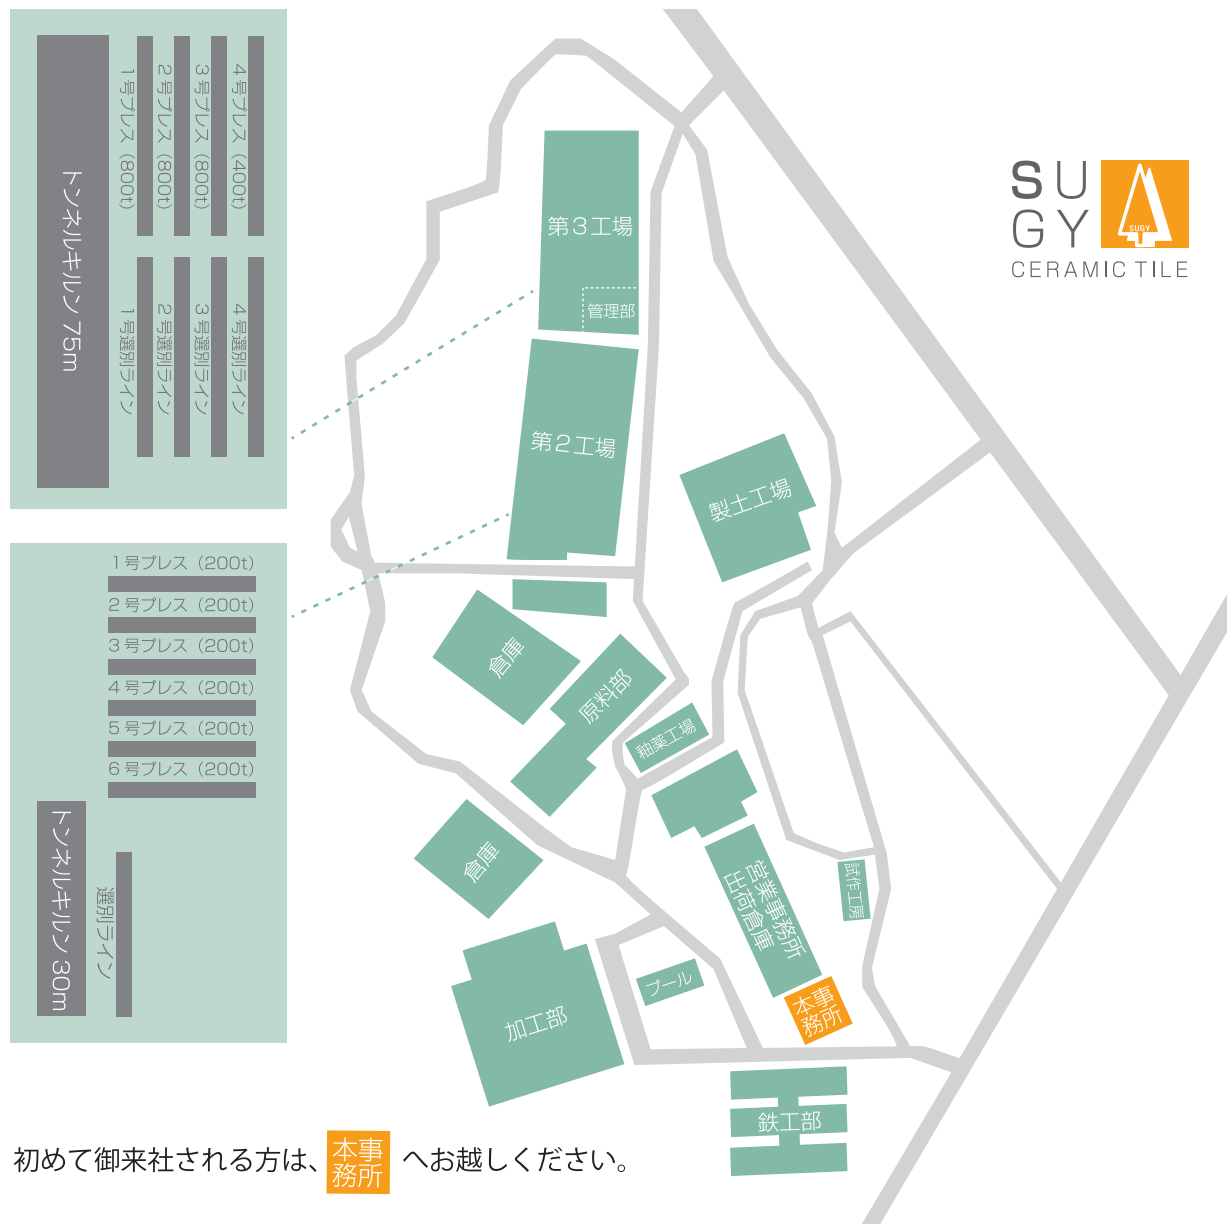 トンネルキルン 75m
1号プレス（800t）
2号プレス（800t）
3号プレス（800t）
4号プレス（400t）
1号選別ライン
2号選別ライン
3号選別ライン
4号選別ライン
1号プレス（200t）
2号プレス（200t）
3号プレス（200t）
4号プレス（200t）
5号プレス（200t）
6号プレス（200t）
トンネルキルン 30m
選別ライン
SU
GY
SUGY
CERAMIC TILE
第3工場
管理部
第2工場
製土工場
倉庫
原料部
釉薬工場
倉庫
営業事務所
出荷倉庫
試作工房
プール
本事
務所
加工部
鉄工部
初めて御来社される方は、本事務所へお越しください。